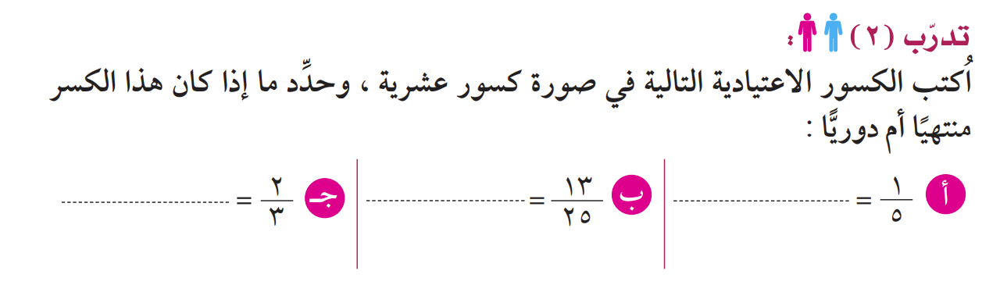 تدرّب (٢) :
اُكتب الكسور الاعتيادية التالية في صورة كسور عشرية ، وحدِّد ما إذا كان هذا الكسر
منتهيًا أم دوريًّا :
أ ١/٥ = ---------- ب ١٣/٢٥ = ---------- جـ ٢/٣ = ----------